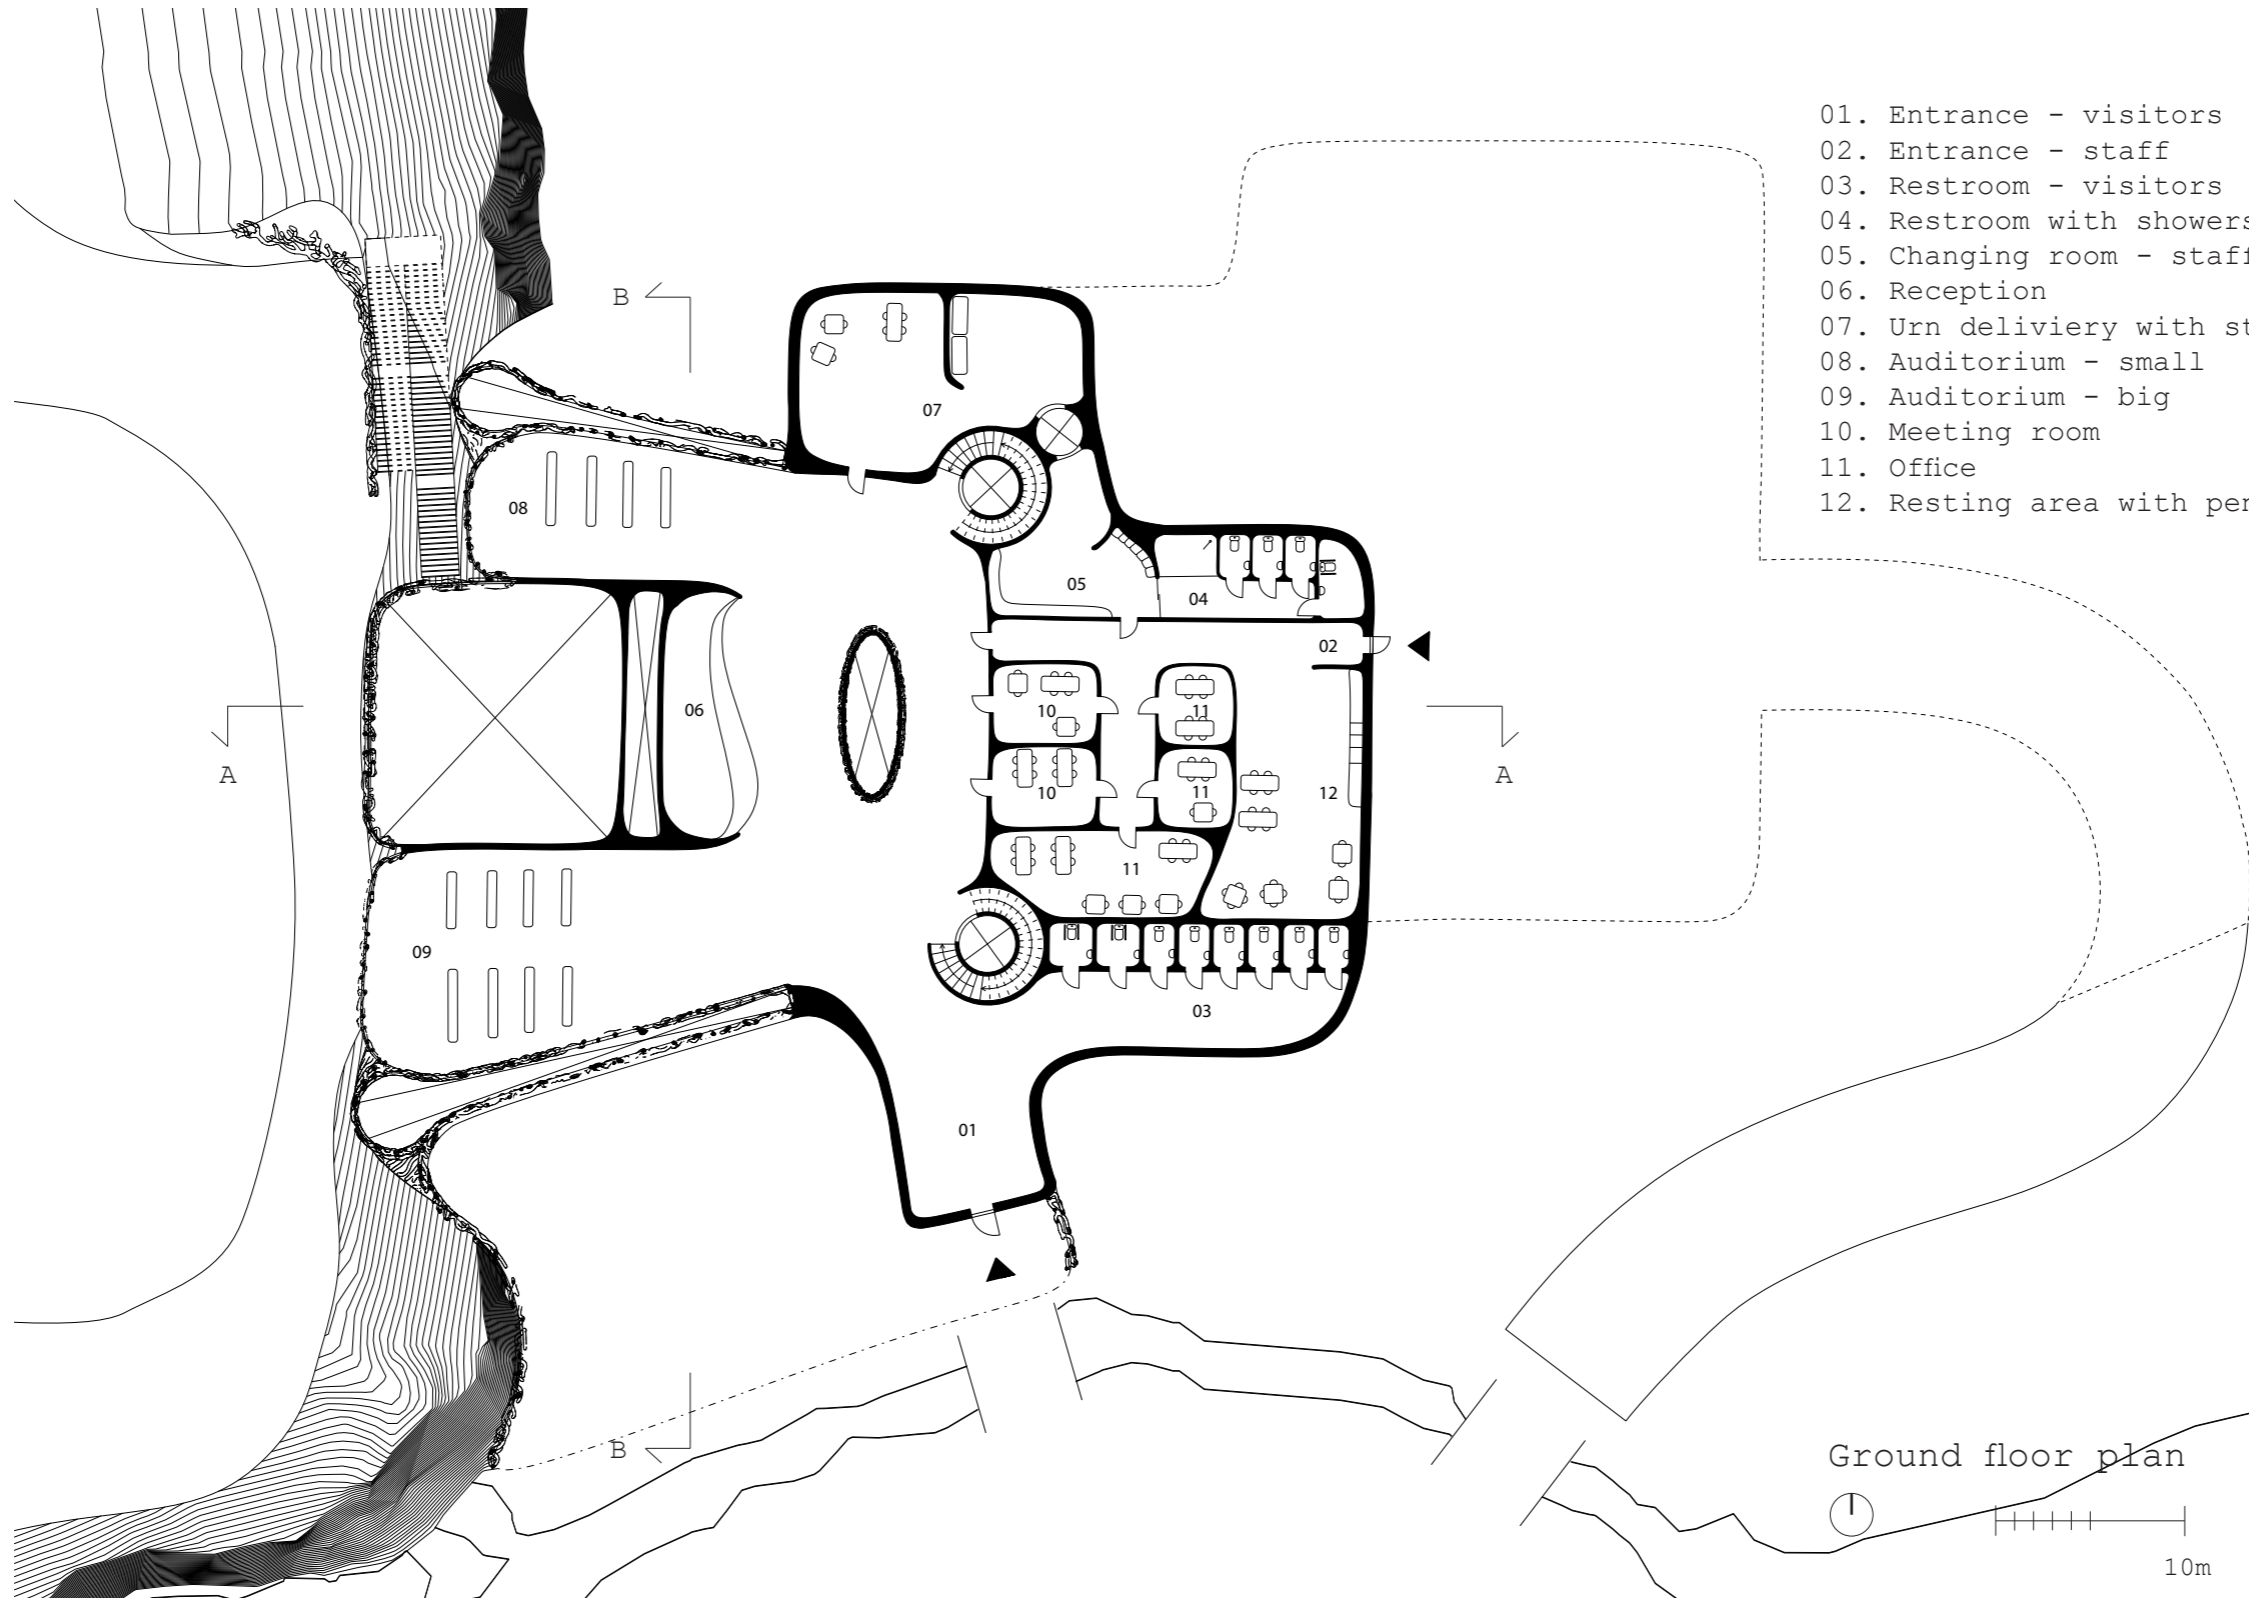 01. Entrance - visitors
02. Entrance - staff
03. Restroom - visitors
04. Restroom with showers
05. Changing room - staff
06. Reception
07. Urn deliviery with st
08. Auditorium - small
09. Auditorium - big
10. Meeting room
11. Office
12. Resting area with pen
B
07
08
05
04
02
06
10
11
A
A
10
11
12
11
09
03
01
B
Ground floor plan
10m